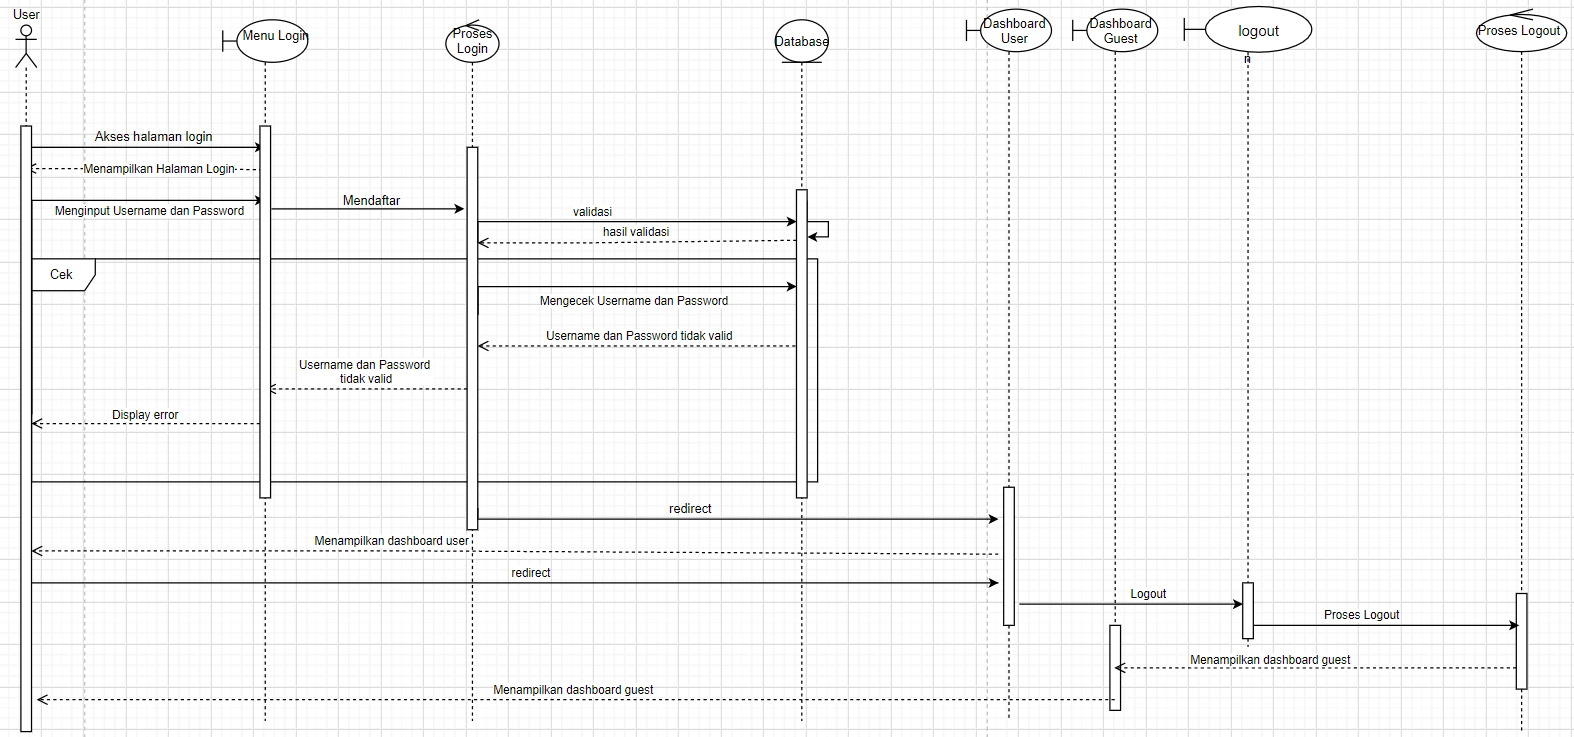 User
Menu Login
Proses
Login
Database
Dashboard
User
Dashboard
Guest
logout
n
Proses Logout
Akses halaman login
Menampilkan Halaman Login
Menginput Username dan Password
Mendaftar
validasi
hasil validasi
Cek
Mengecek Username dan Password
Username dan Password tidak valid
Username dan Password
tidak valid
Display error
redirect
Menampilkan dashboard user
redirect
Logout
Proses Logout
Menampilkan dashboard guest
Menampilkan dashboard guest